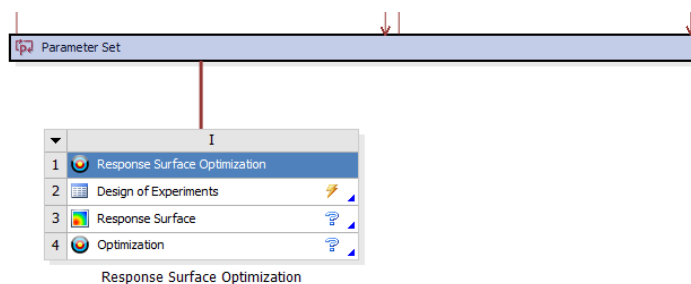 Parameter Set
I
1 Response Surface Optimization
2 Design of Experiments
3 Response Surface
4 Optimization
Response Surface Optimization